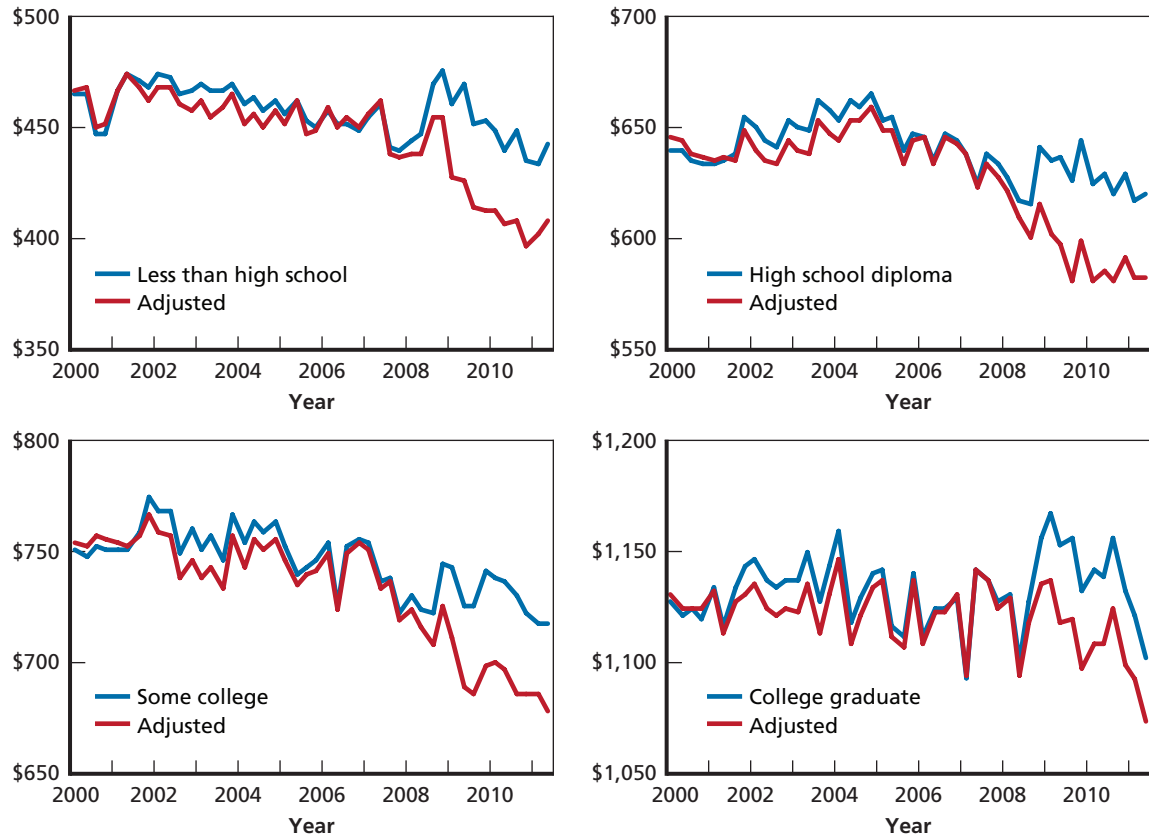 $500
$450
$400
$350
Less than high school
Adjusted
2000 2002 2004 2006 2008 2010
Year
$700
$650
$600
$550
High school diploma
Adjusted
2000 2002 2004 2006 2008 2010
Year
$800
$750
$700
$650
Some college
Adjusted
2000 2002 2004 2006 2008 2010
Year
$1,200
$1,150
$1,100
$1,050
College graduate
Adjusted
2000 2002 2004 2006 2008 2010
Year